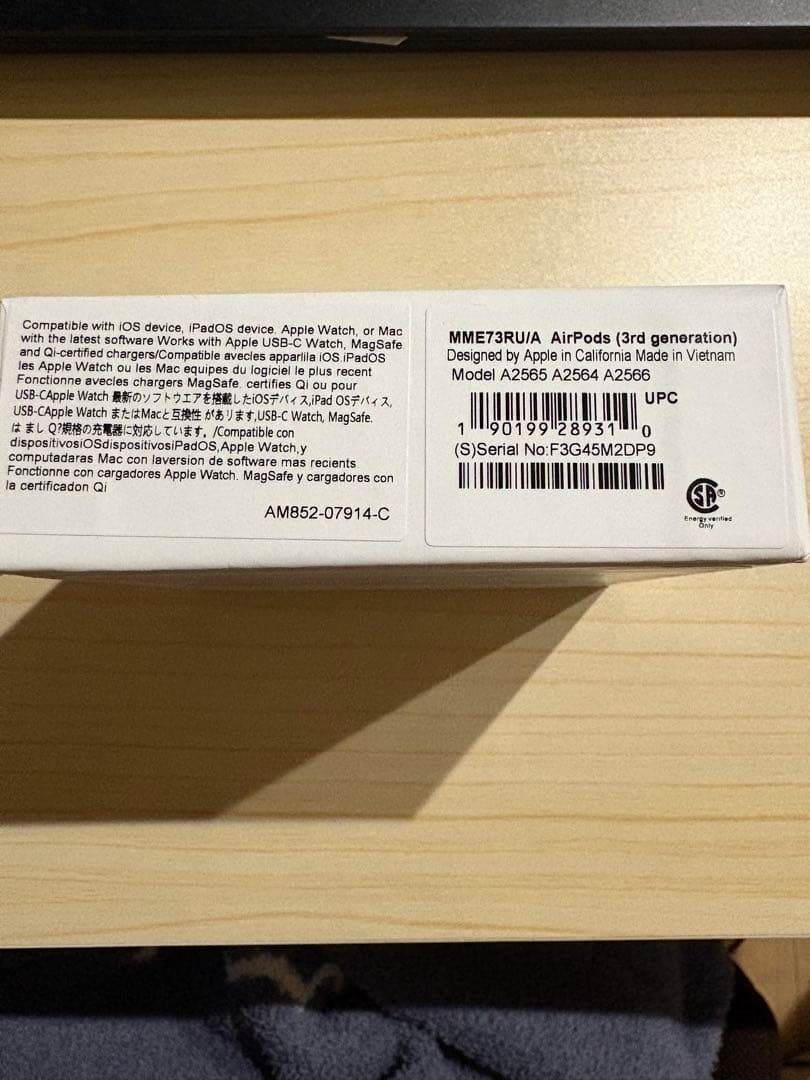 Compatible with iOS device, iPadOS device. Apple Watch, or Mac
with the latest software Works with Apple USB-C Watch, MagSafe
and Qi-certified chargers/Compatible avecles apparlila iOS.iPadOS
les Apple Watch ou les Mac equipes du logiciel le plus recent
Fonctionne avecles chargers MagSafe. certifies Qi ou pour
USB-CApple Watch 最新のソフトウエアを搭載したiOSデバイス,iPad OSデバイス,
USB-CApple Watch またはMacと互換性 があリます,USB-C Watch, MagSafe.
は まし Q?規格の充電器に対応しています。/Compatible con
dispositivosiOSdispositivosiPadOS,Apple Watch,y
computadaras Mac con laversion de software mas recients
Fonctionne con cargadores Apple Watch. MagSafe y cargadores con
la certificadon Qi
AM852-07914-C
MME73RU/A AirPods (3rd generation)
Designed by Apple in California Made in Vietnam
Model A2565 A2564 A2566
UPC
1 90199 28931 0
(S)Serial No:F3G45M2DP9
SA®
Energy verified
Only